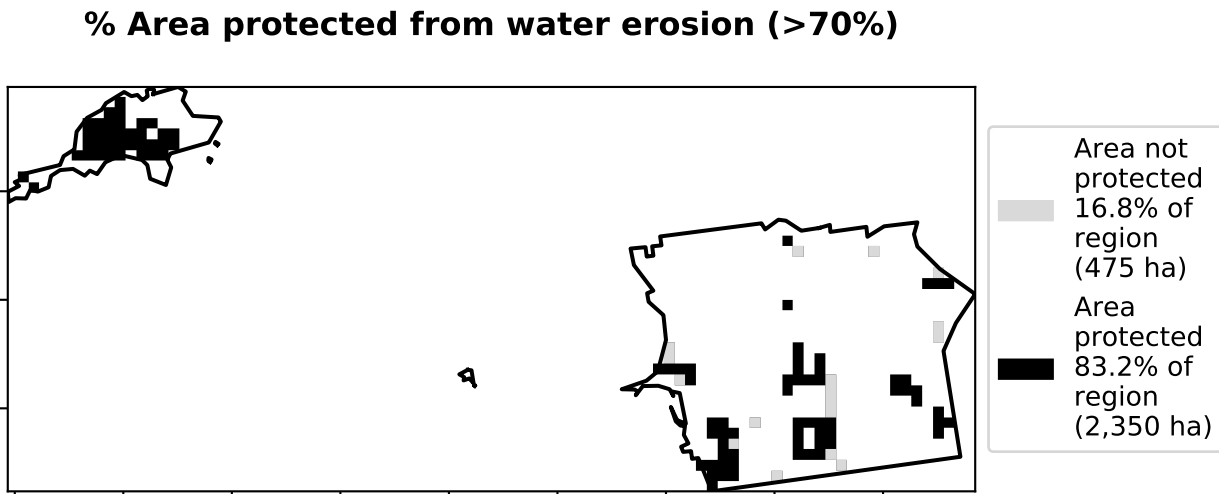 % Area protected from water erosion (>70%)
Area not
protected
16.8% of
region
(475 ha)
Area
protected
83.2% of
region
(2,350 ha)